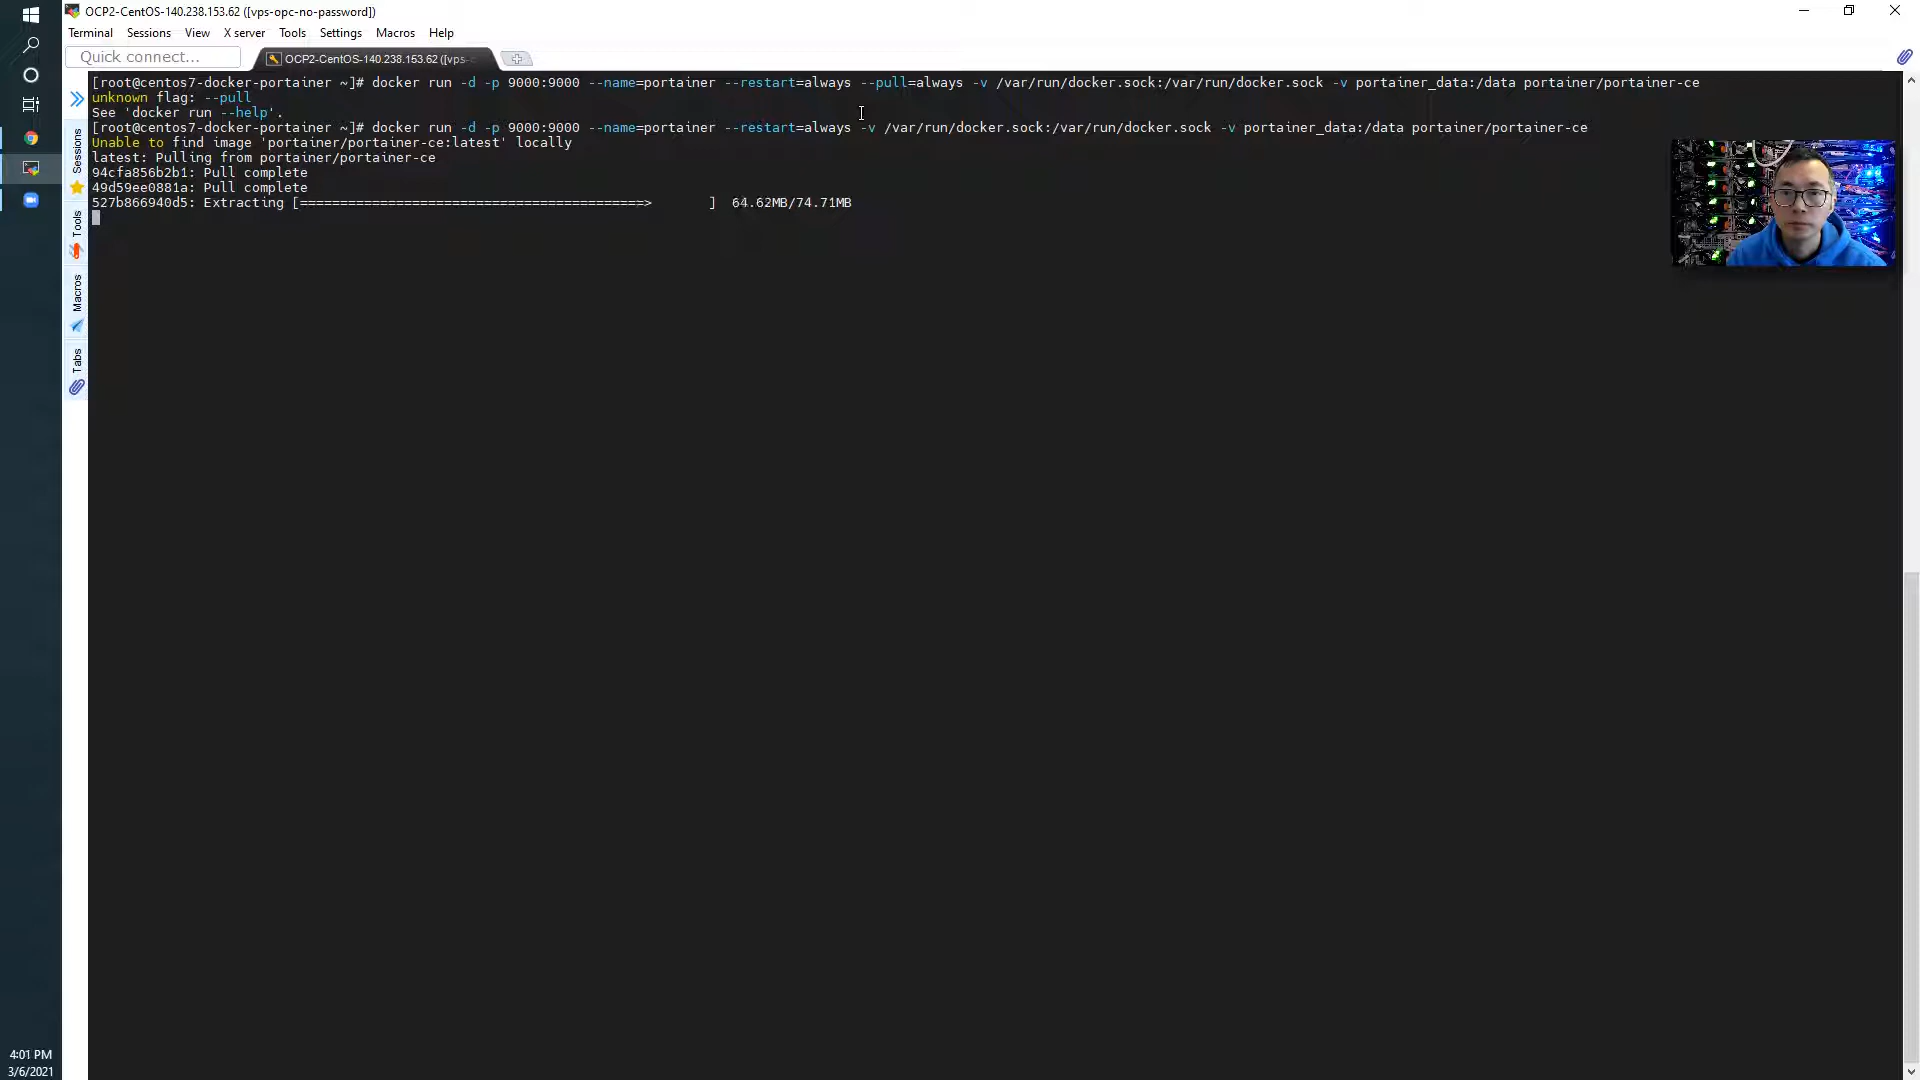 OCP2-CentOS-140.238.153.62 ([vps-opc-no-password])
Terminal Sessions View X server Tools Settings Macros Help
Quick connect...
OCP2-CentOS-140.238.153.62 ([vps-
[root@centos7-docker-portainer ~]# docker run -d -p 9000:9000 --name=portainer --restart=always --pull=always -v /var/run/docker.sock:/var/run/docker.sock -v portainer_data:/data portainer/portainer-ce
unknown flag: --pull
See 'docker run --help'.
[root@centos7-docker-portainer ~]# docker run -d -p 9000:9000 --name=portainer --restart=always -v /var/run/docker.sock:/var/run/docker.sock -v portainer_data:/data portainer/portainer-ce
Unable to find image 'portainer/portainer-ce:latest' locally
latest: Pulling from portainer/portainer-ce
94cfa856b2b1: Pull complete
49d59ee0881a: Pull complete
527b866940d5: Extracting [===========================================>       ]  64.62MB/74.71MB
Sessions
Tools
Macros
Tabs
4:01 PM
3/6/2021